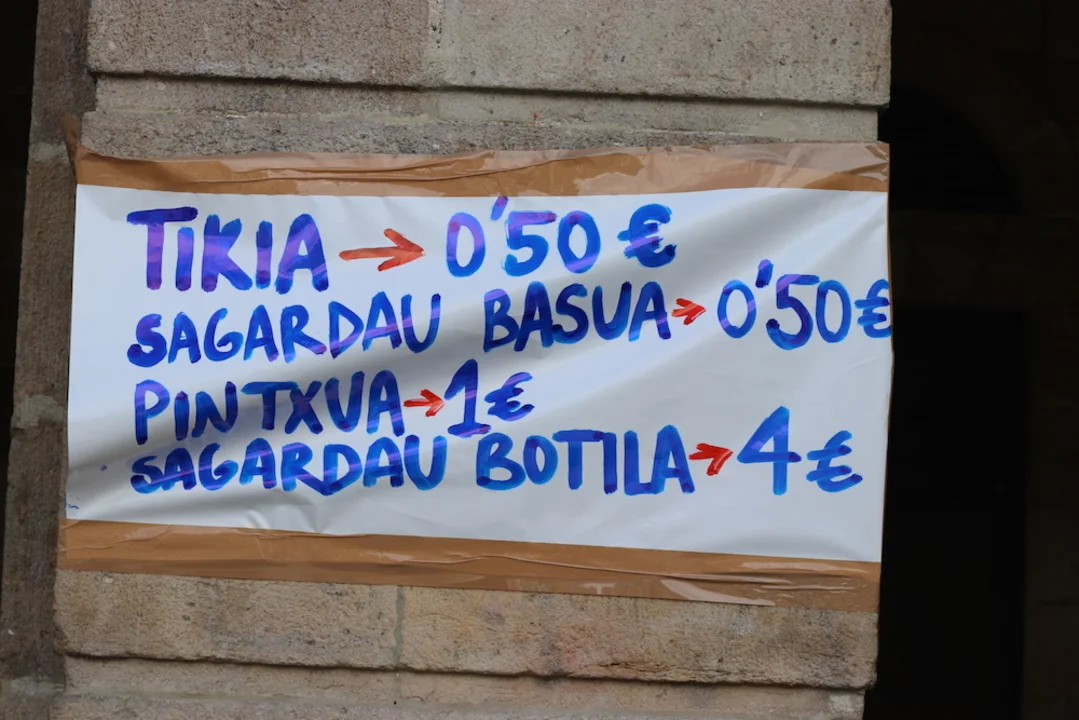 TIKIA → 0'50 €
SAGARDAU BASUA → 0'50 €
PINTXUA → 1 €
SAGARDAU BOTILA → 4 €